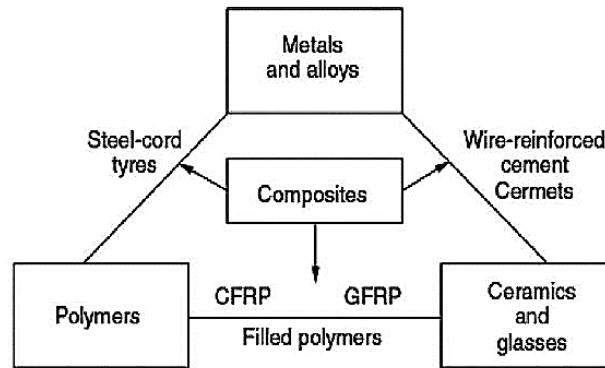 Metals
and alloys
Steel-cord
tyres
Wire-reinforced
cement
Cermets
Composites
Polymers
CFRP
GFRP
Filled polymers
Ceramics
and
glasses